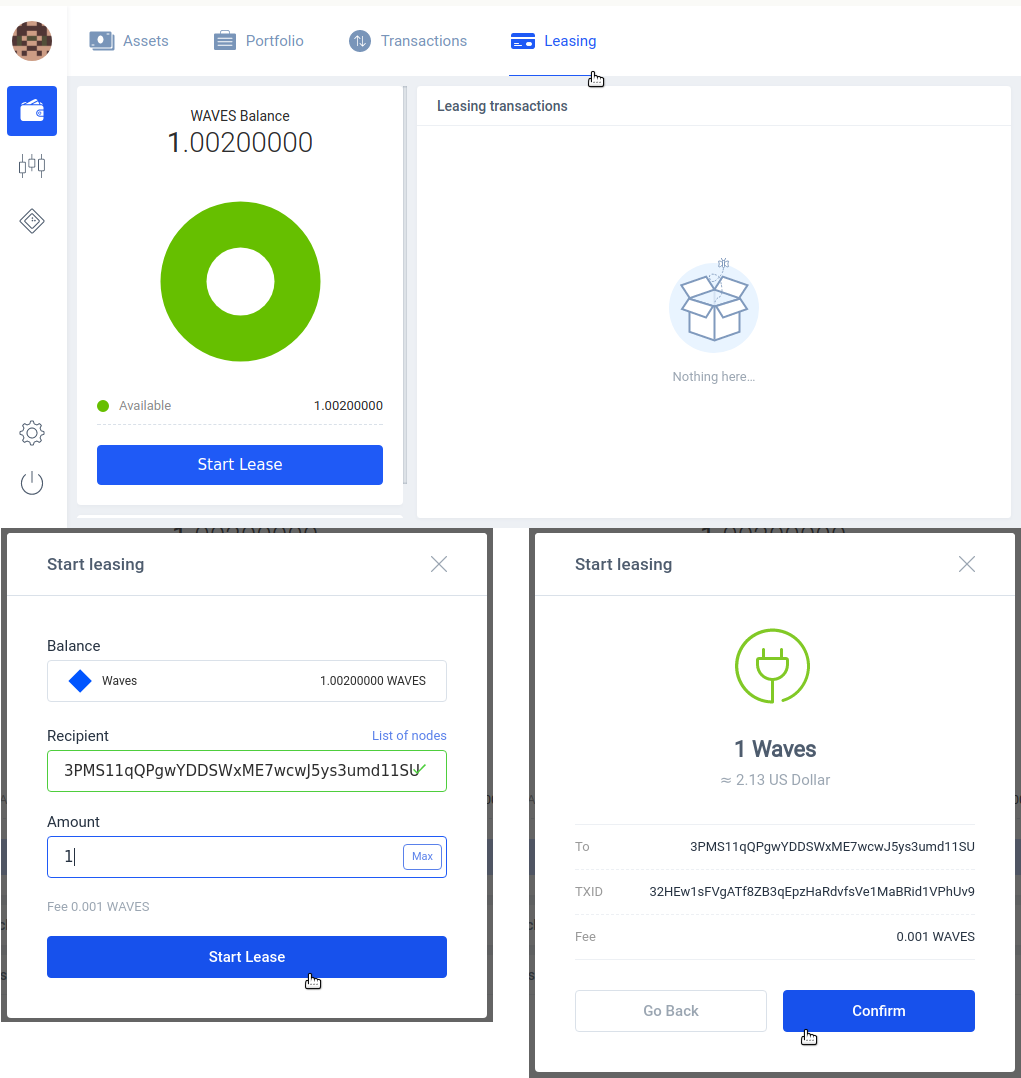 Assets
Portfolio
Transactions
Leasing
WAVES Balance
1.00200000
Available 1.00200000
Start Lease
Leasing transactions
Nothing here...
Start leasing
Balance
Waves 1.00200000 WAVES
Recipient List of nodes
3PMS11qQPgwYDDSWxME7wcwJ5ys3umd11SU
Amount
1 Max
Fee 0.001 WAVES
Start Lease
Start leasing
1 Waves
≈ 2.13 US Dollar
To 3PMS11qQPgwYDDSWxME7wcwJ5ys3umd11SU
TXID 32HEw1sFVgATf8ZB3qEpzHaRdvfsVe1MaBRid1VPhUv9
Fee 0.001 WAVES
Go Back Confirm